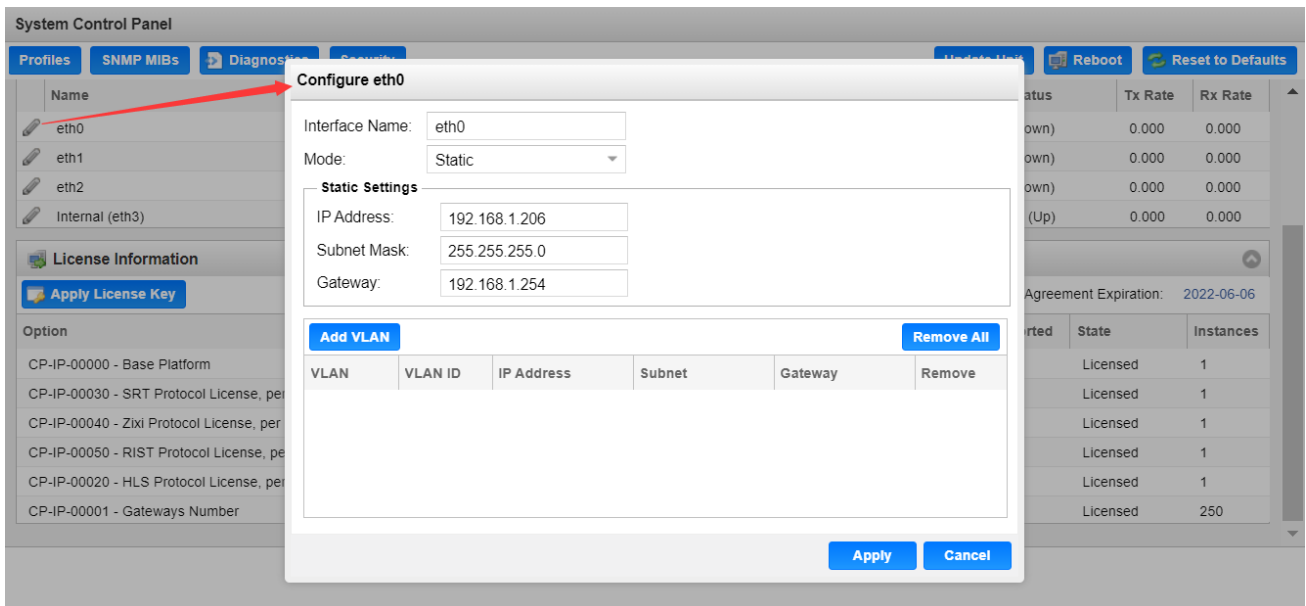 System Control Panel
Profiles SNMP MIBs Diagnostics Security Update Unit Reboot Reset to Defaults
Configure eth0
Name atus Tx Rate Rx Rate
Interface Name: eth0
eth0 own) 0.000 0.000
Mode: Static
eth1 own) 0.000 0.000
Static Settings
eth2 own) 0.000 0.000
IP Address: 192.168.1.206
Internal (eth3) (Up) 0.000 0.000
Subnet Mask: 255.255.255.0
License Information
Gateway: 192.168.1.254
Apply License Key Agreement Expiration: 2022-06-06
Add VLAN Remove All
Option rted State Instances
VLAN VLAN ID IP Address Subnet Gateway Remove
CP-IP-00000 - Base Platform Licensed 1
CP-IP-00030 - SRT Protocol License, per Licensed 1
CP-IP-00040 - Zixi Protocol License, per Licensed 1
CP-IP-00050 - RIST Protocol License, pe Licensed 1
CP-IP-00020 - HLS Protocol License, per Licensed 1
CP-IP-00001 - Gateways Number Licensed 250
Apply Cancel